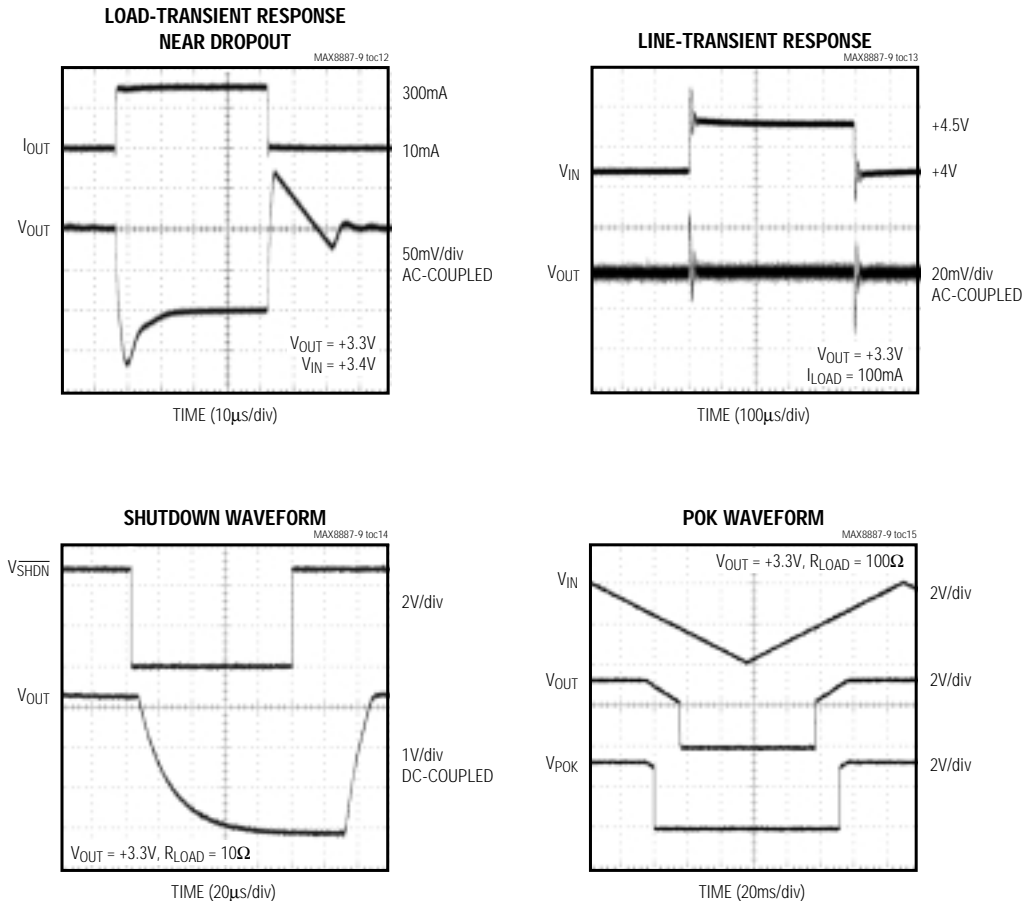 LOAD-TRANSIENT RESPONSE
NEAR DROPOUT
MAX8887-9 toc12
300mA
IOUT
10mA
VOUT
50mV/div
AC-COUPLED
VOUT = +3.3V
VIN = +3.4V
TIME (10μs/div)
LINE-TRANSIENT RESPONSE
MAX8887-9 toc13
+4.5V
VIN
+4V
VOUT
20mV/div
AC-COUPLED
VOUT = +3.3V
ILOAD = 100mA
TIME (100μs/div)
SHUTDOWN WAVEFORM
MAX8887-9 toc14
VSHDN
2V/div
VOUT
1V/div
DC-COUPLED
VOUT = +3.3V, RLOAD = 10Ω
TIME (20μs/div)
POK WAVEFORM
MAX8887-9 toc15
VOUT = +3.3V, RLOAD = 100Ω
VIN
2V/div
VOUT
2V/div
VPOK
2V/div
TIME (20ms/div)